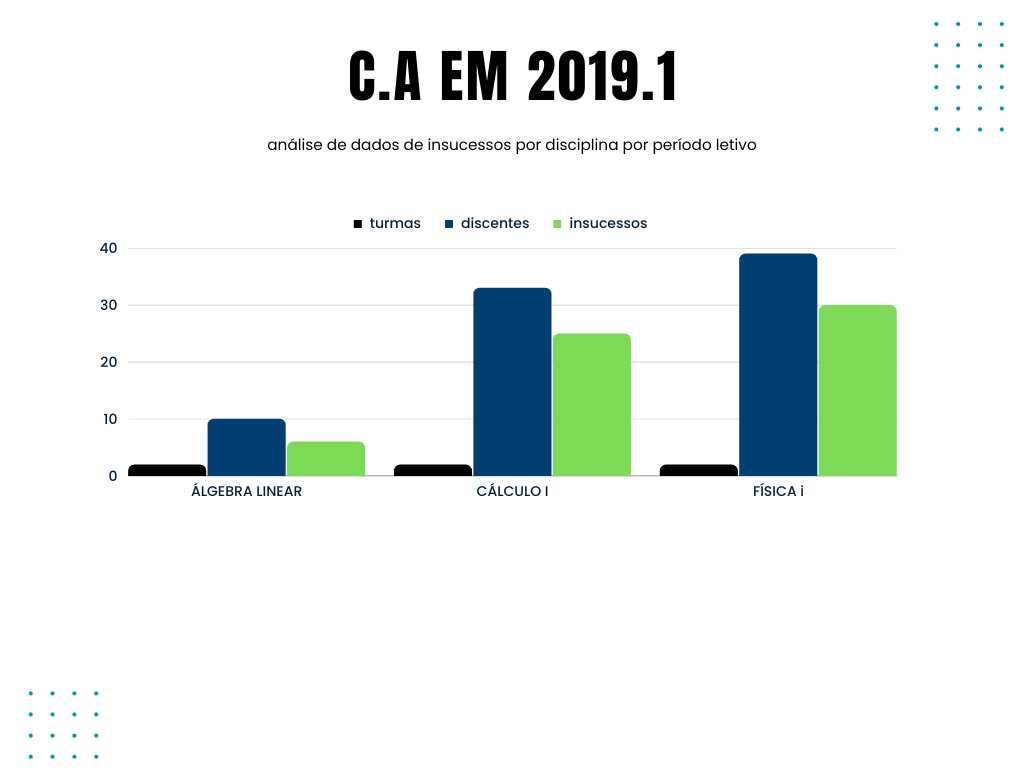 C.A EM 2019.1
análise de dados de insucessos por disciplina por período letivo
turmas discentes insucessos
40
30
20
10
0
ÁLGEBRA LINEAR CÁLCULO I FÍSICA i